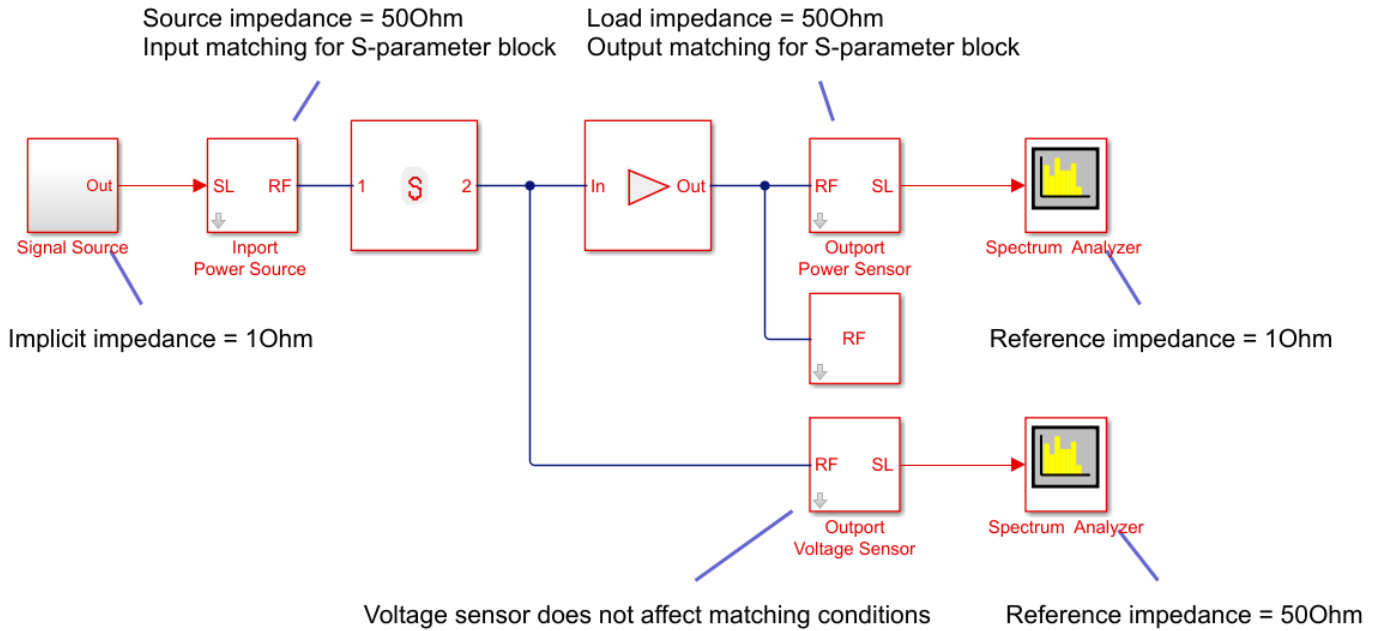 Source impedance = 50Ohm
Input matching for S-parameter block
Load impedance = 50Ohm
Output matching for S-parameter block
Out
Signal Source
SL RF
Inport
Power Source
1 S 2
In Out
RF SL
Outport
Power Sensor
Spectrum Analyzer
Implicit impedance = 1Ohm
RF
Reference impedance = 1Ohm
RF SL
Outport
Voltage Sensor
Spectrum Analyzer
Voltage sensor does not affect matching conditions
Reference impedance = 50Ohm